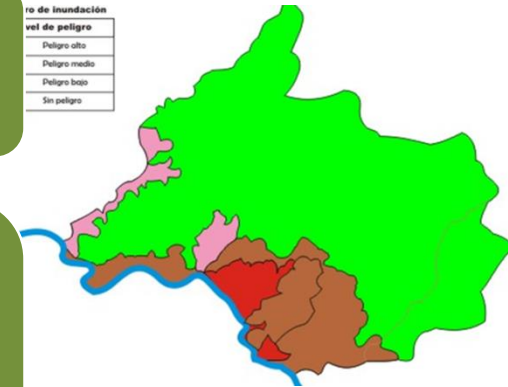 ro de inundación
vel de peligro
Peligro alto
Peligro medio
Peligro bajo
Sin peligro